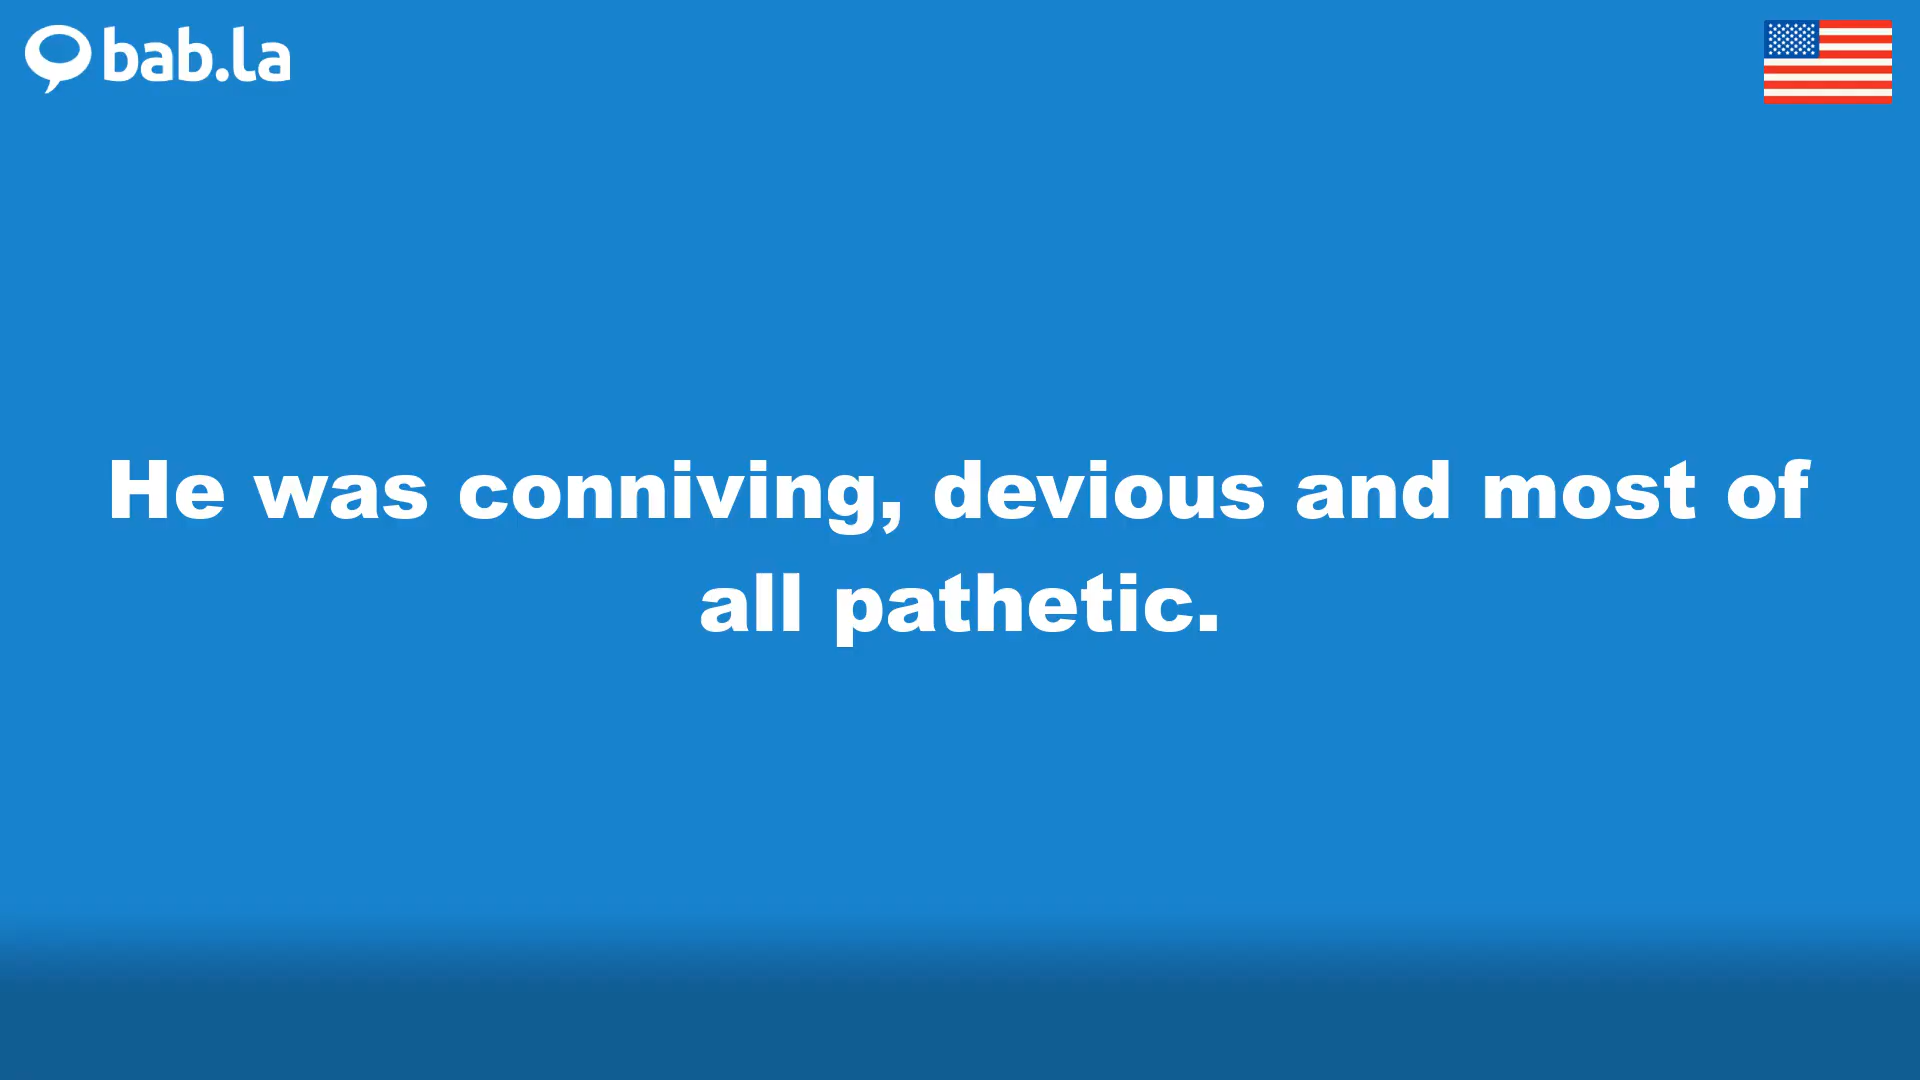 bab.la
He was conniving, devious and most of
all pathetic.